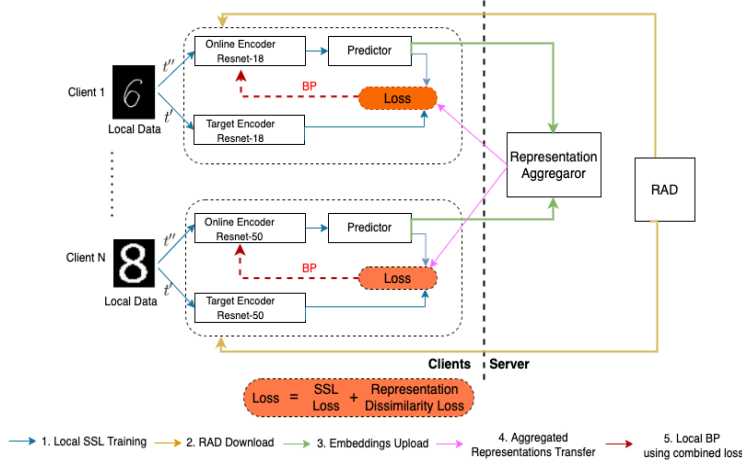 Online Encoder
Resnet-18
Predictor
t''
Client 1
6
BP
Loss
t'
Local Data
Target Encoder
Resnet-18
Representation
Aggregaror
RAD
Online Encoder
Resnet-50
Predictor
t''
Client N
8
BP
Loss
t'
Local Data
Target Encoder
Resnet-50
Clients
Server
Loss = SSL Loss + Representation Dissimilarity Loss
1. Local SSL Training
2. RAD Download
3. Embeddings Upload
4. Aggregated
Representations Transfer
5. Local BP
using combined loss